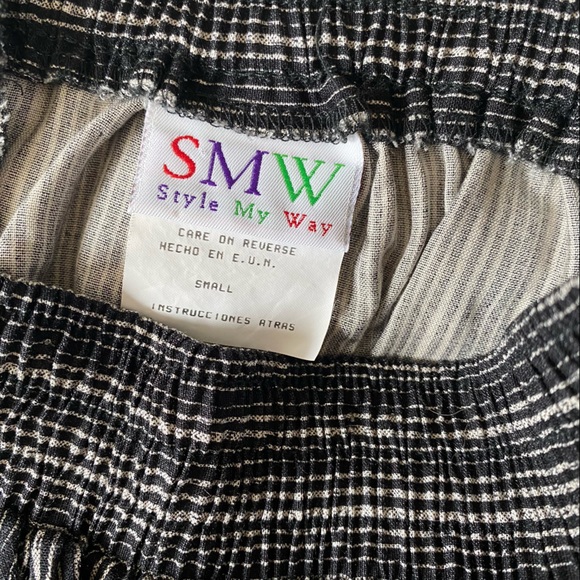 SMW
Style My Way
CARE ON REVERSE
HECHO EN E.U.M.
SMALL
INSTRUCCIONES ATRAS